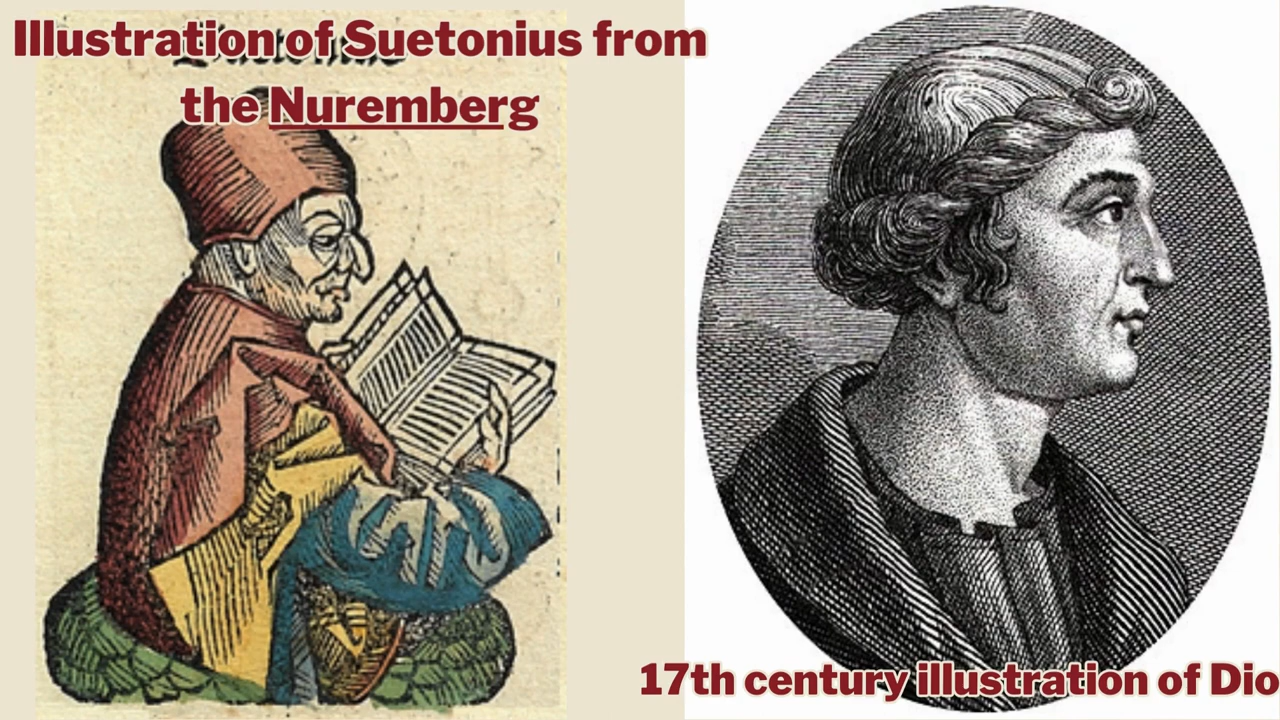 Illustration of Suetonius from
the Nuremberg
17th century illustration of Dio